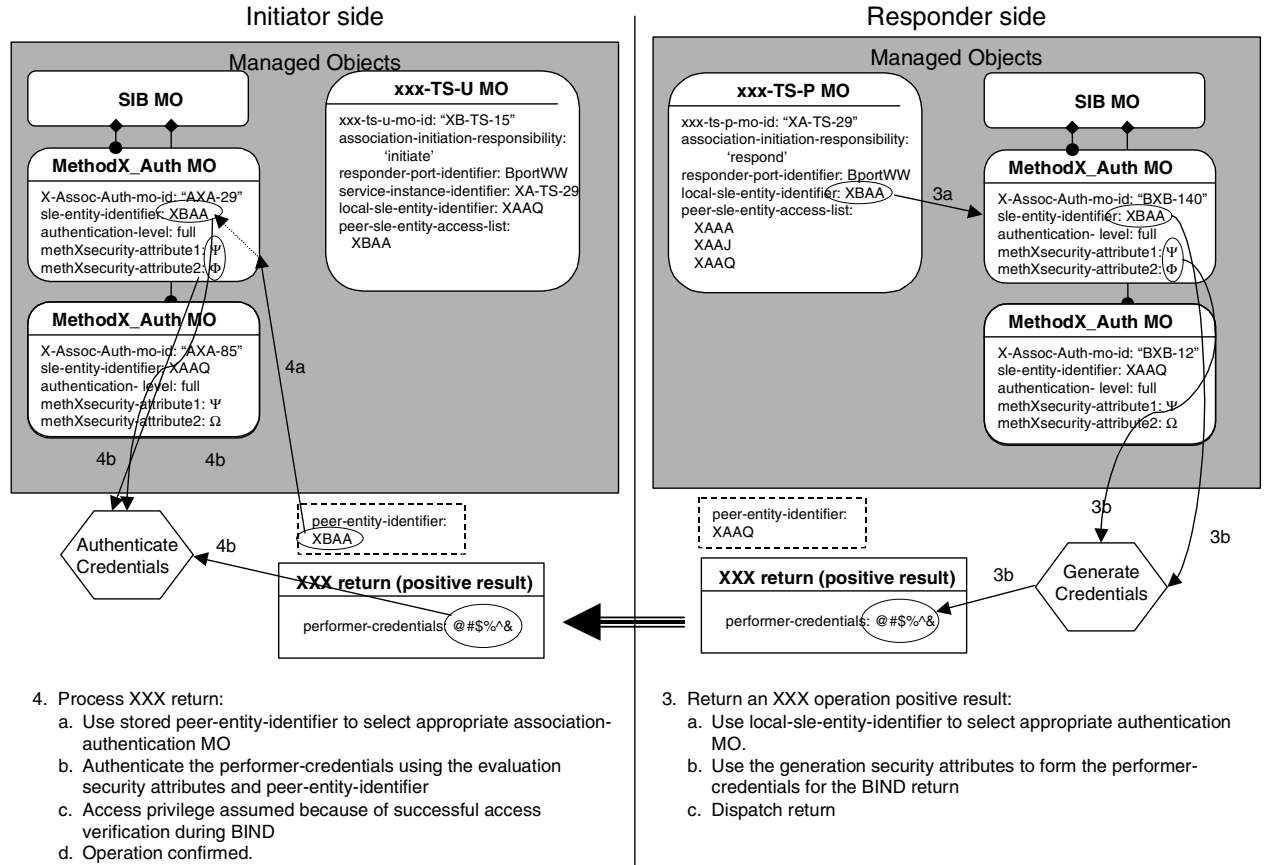 Initiator side
Managed Objects
SIB MO
MethodX_Auth MO
X-Assoc-Auth-mo-id: “AXA-29”
sle-entity-identifier: XBAA
authentication-level: full
methXsecurity-attribute1: Ψ
methXsecurity-attribute2: Φ
MethodX_Auth MO
X-Assoc-Auth-mo-id: “AXA-85”
sle-entity-identifier: XAAQ
authentication- level: full
methXsecurity-attribute1: Ψ
methXsecurity-attribute2: Ω
xxx-TS-U MO
xxx-ts-u-mo-id: “XB-TS-15”
association-initiation-responsibility:
‘initiate’
responder-port-identifier: BportWW
service-instance-identifier: XA-TS-29
local-sle-entity-identifier: XAAQ
peer-sle-entity-access-list:
XBAA
4a
4b
4b
Authenticate
Credentials
4b
peer-entity-identifier:
XBAA
XXX return (positive result)
performer-credentials: @#$%^&
4. Process XXX return:
a. Use stored peer-entity-identifier to select appropriate association-
authentication MO
b. Authenticate the performer-credentials using the evaluation
security attributes and peer-entity-identifier
c. Access privilege assumed because of successful access
verification during BIND
d. Operation confirmed.
Responder side
Managed Objects
xxx-TS-P MO
xxx-ts-p-mo-id: “XA-TS-29”
association-initiation-responsibility:
‘respond’
responder-port-identifier: BportWW
local-sle-entity-identifier: XBAA
peer-sle-entity-access-list:
XAAA
XAAJ
XAAQ
3a
SIB MO
MethodX_Auth MO
X-Assoc-Auth-mo-id: “BXB-140”
sle-entity-identifier: XBAA
authentication- level: full
methXsecurity-attribute1: Ψ
methXsecurity-attribute2: Φ
MethodX_Auth MO
X-Assoc-Auth-mo-id: “BXB-12”
sle-entity-identifier: XAAQ
authentication- level: full
methXsecurity-attribute1: Ψ
methXsecurity-attribute2: Ω
3b
3b
peer-entity-identifier:
XAAQ
XXX return (positive result)
performer-credentials: @#$%^&
3b
Generate
Credentials
3. Return an XXX operation positive result:
a. Use local-sle-entity-identifier to select appropriate authentication
MO.
b. Use the generation security attributes to form the performer-
credentials for the BIND return
c. Dispatch return